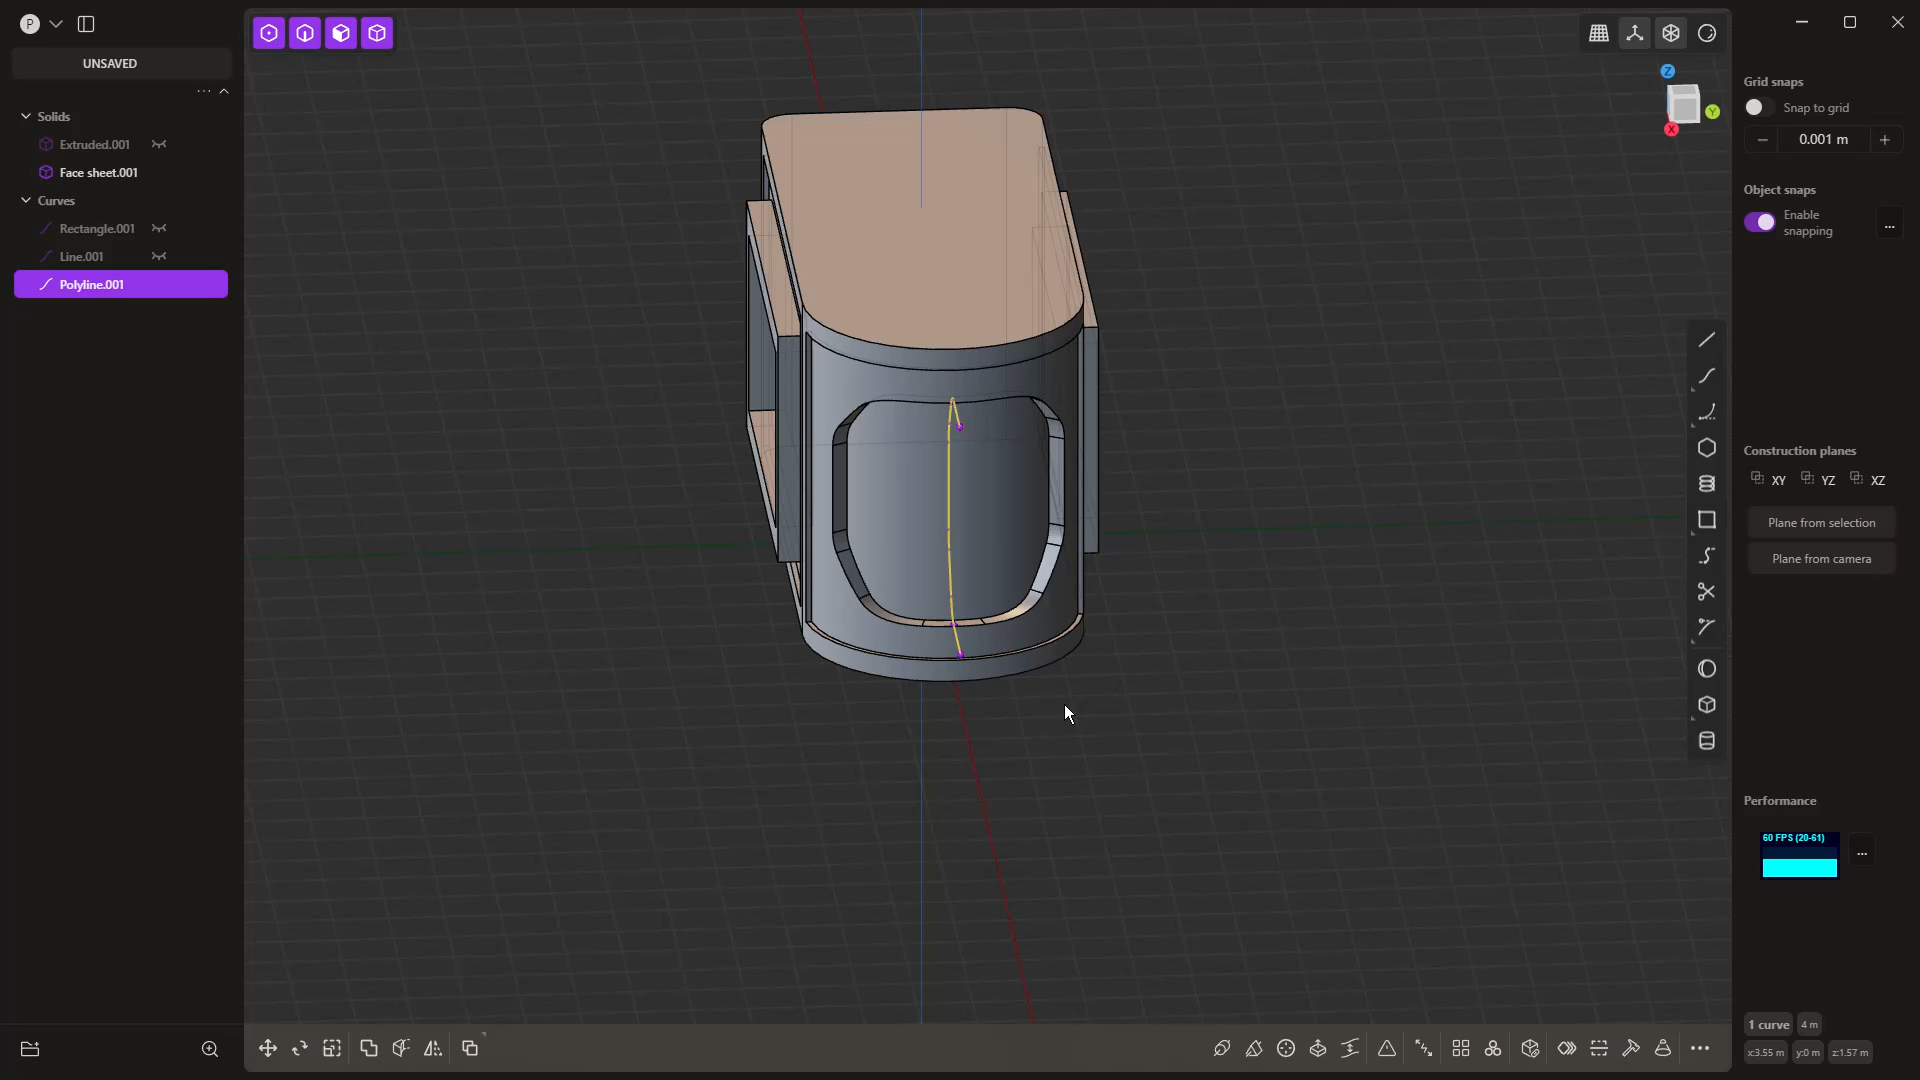 P
UNSAVED
Solids
Extruded.001
Face sheet.001
Curves
Rectangle.001
Line.001
Polyline.001
Z
Y
X
Grid snaps
Snap to grid
0.001 m
Object snaps
Enable
snapping
...
Construction planes
XY
YZ
XZ
Plane from selection
Plane from camera
Performance
60 FPS (20-61)
...
1 curve
4 m
x:3.55 m
y:0 m
z:1.57 m